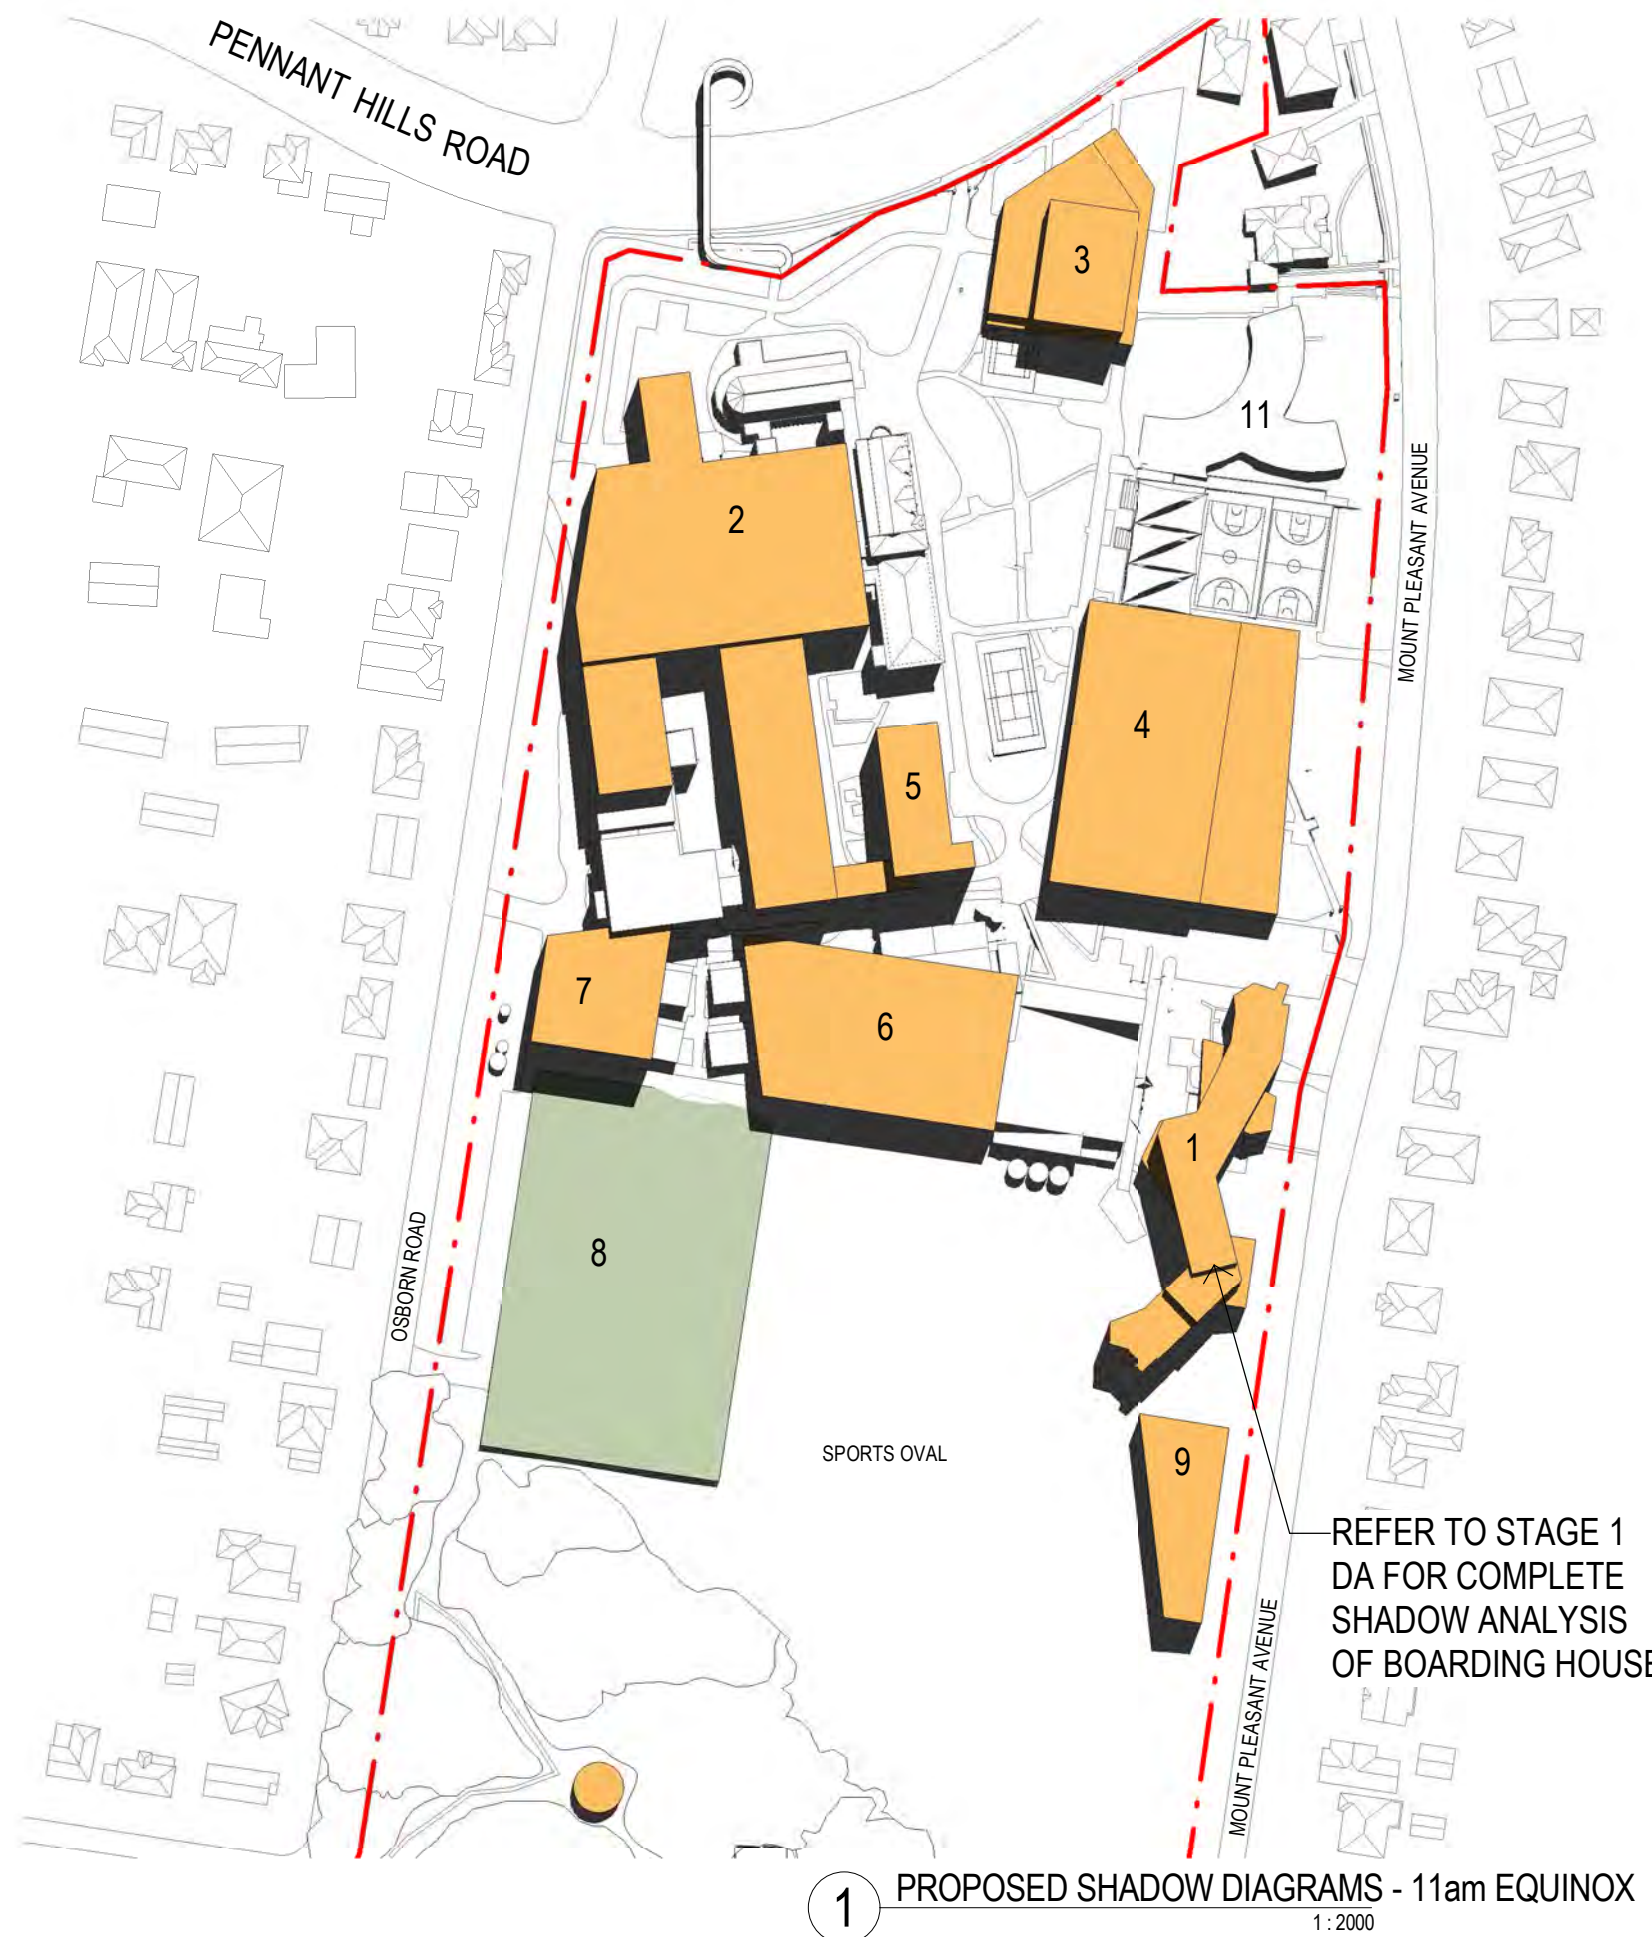 PENNANT HILLS ROAD
3
11
2
MOUNT PLEASANT AVENUE
4
5
7
6
1
8
OSBORN ROAD
SPORTS OVAL
9
REFER TO STAGE 1
DA FOR COMPLETE
SHADOW ANALYSIS
OF BOARDING HOUSE
MOUNT PLEASANT AVENUE
1
PROPOSED SHADOW DIAGRAMS - 11am EQUINOX
1 : 2000